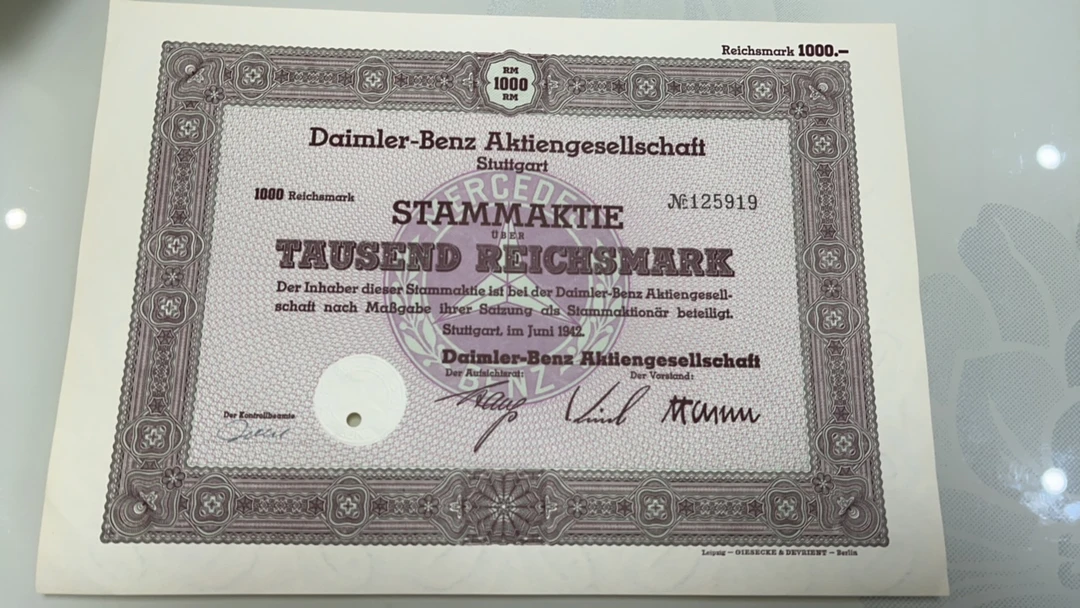 Reichsmark 1000.–
RM
1000
RM
Daimler-Benz Aktiengesellschaft
Stuttgart
1000 Reichsmark
№ 125919
MERCEDES
STAMMAKTIE
ÜBER
TAUSEND REICHSMARK
Der Inhaber dieser Stammaktie ist bei der Daimler-Benz Aktiengesell-
schaft nach Maßgabe ihrer Satzung als Stammaktionär beteiligt.
Stuttgart, im Juni 1942.
Daimler-Benz Aktiengesellschaft
Der Aufsichtsrat:
Der Vorstand:
BENZ
Der Kontrollbeamte
Leipzig – GIESECKE & DEVRIENT – Berlin